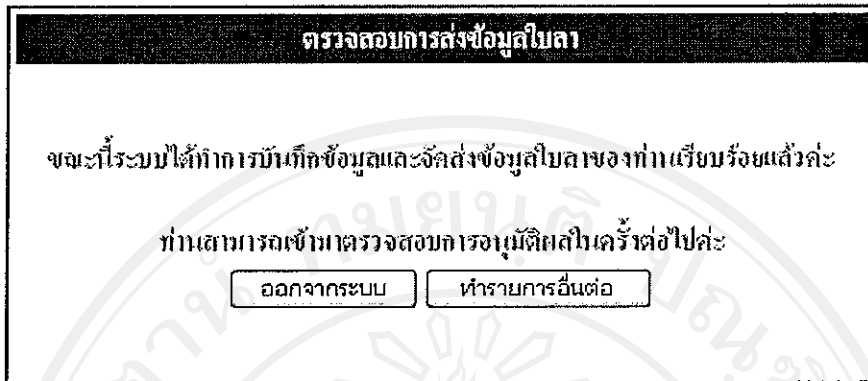 ตรวจสอบการส่งข้อมูลใบลา
ขณะนี้ระบบได้ทำการบันทึกข้อมูลและจัดส่งข้อมูลใบลาของท่านเรียบร้อยแล้วค่ะ
ท่านสามารถเข้ามาตรวจสอบการอนุมัติผลในครั้งต่อไปค่ะ
ออกจากระบบ ทำรายการอื่นต่อ